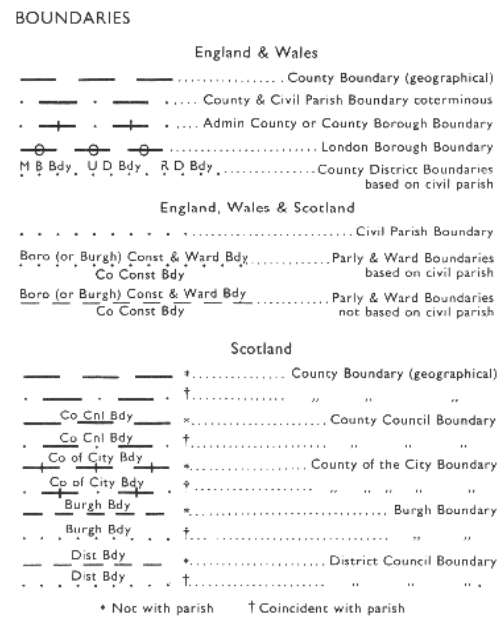 BOUNDARIES
England & Wales
County Boundary (geographical)
County & Civil Parish Boundary coterminous
Admin County or County Borough Boundary
London Borough Boundary
M B Bdy U D Bdy R D Bdy County District Boundaries
based on civil parish
England, Wales & Scotland
Civil Parish Boundary
Boro (or Burgh) Const & Ward Bdy Parly & Ward Boundaries
Co Const Bdy based on civil parish
Boro (or Burgh) Const & Ward Bdy Parly & Ward Boundaries
Co Const Bdy not based on civil parish
Scotland
* County Boundary (geographical)
† " " "
Co Cnl Bdy * County Council Boundary
Co Cnl Bdy † " " "
Co of City Bdy * County of the City Boundary
Co of City Bdy † " " " " "
Burgh Bdy * Burgh Boundary
Burgh Bdy † " "
Dist Bdy * District Council Boundary
Dist Bdy † " " "
* Not with parish † Coincident with parish